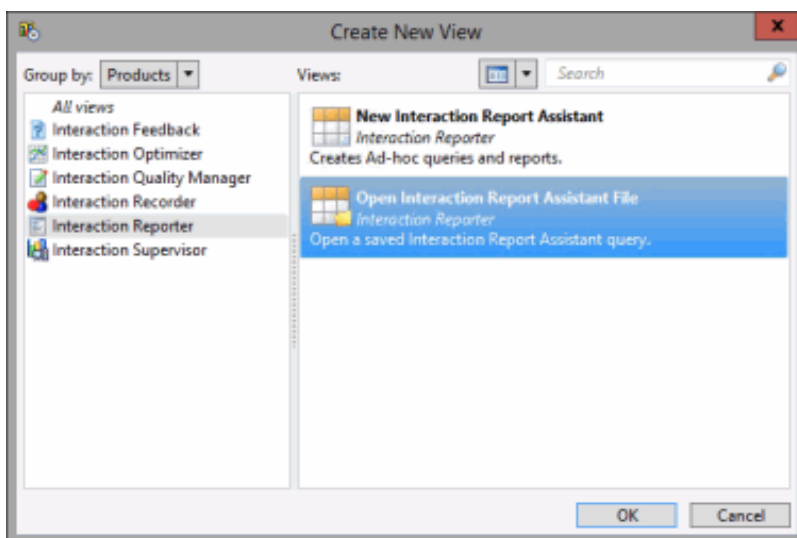 Create New View
x
Group by: Products
Views:
Search
All views
Interaction Feedback
Interaction Optimizer
Interaction Quality Manager
Interaction Recorder
Interaction Reporter
Interaction Supervisor
New Interaction Report Assistant
Interaction Reporter
Creates Ad-hoc queries and reports.
Open Interaction Report Assistant File
Interaction Reporter
Open a saved Interaction Report Assistant query.
OK
Cancel